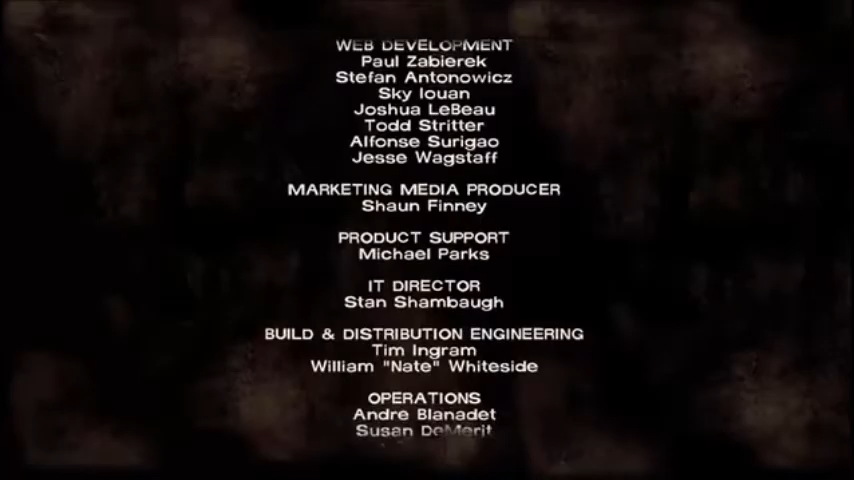 WEB DEVELOPMENT
Paul Zabierek
Stefan Antonowicz
Sky Iouan
Joshua LeBeau
Todd Stritter
Alfonse Surigao
Jesse Wagstaff
MARKETING MEDIA PRODUCER
Shaun Finney
PRODUCT SUPPORT
Michael Parks
IT DIRECTOR
Stan Shambaugh
BUILD & DISTRIBUTION ENGINEERING
Tim Ingram
William "Nate" Whiteside
OPERATIONS
Andre Blanadet
Susan DeMerit